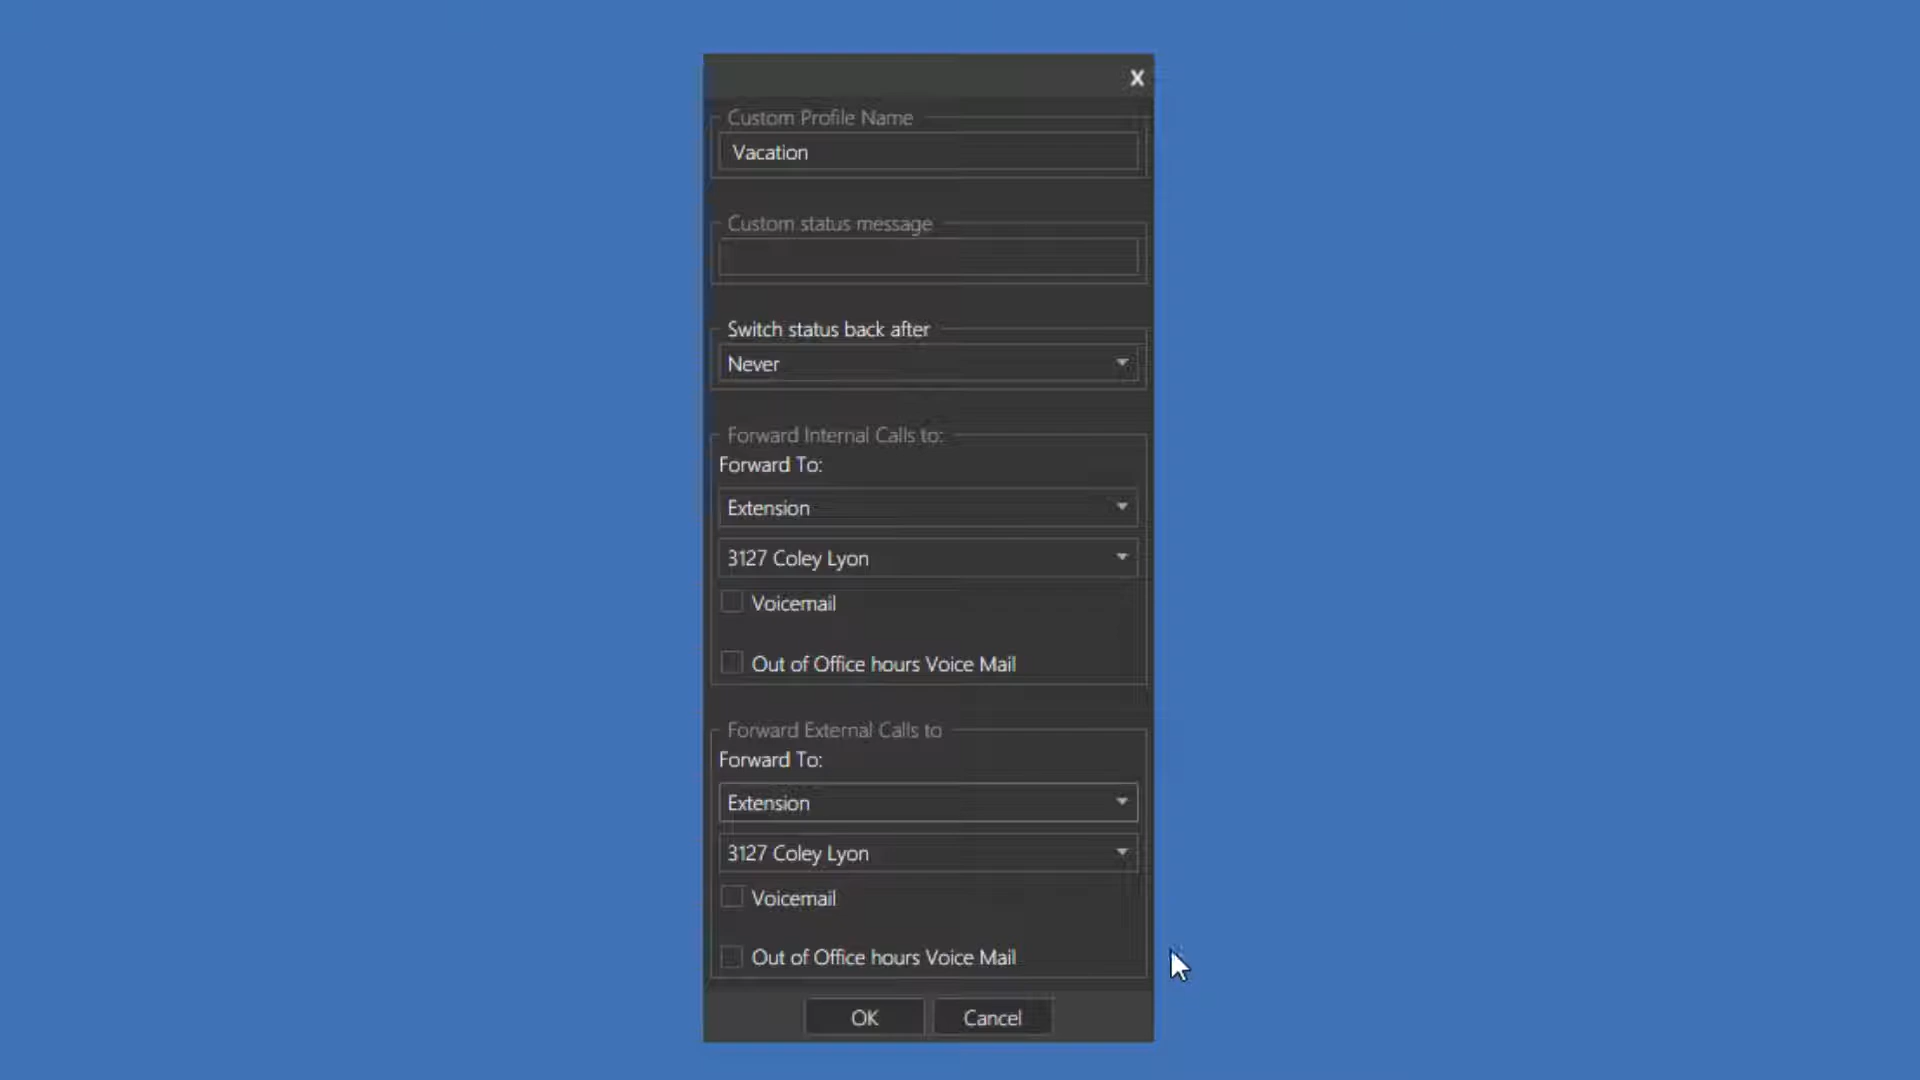 X
Custom Profile Name
Vacation
Custom status message
Switch status back after
Never
Forward Internal Calls to:
Forward To:
Extension
3127 Coley Lyon
Voicemail
Out of Office hours Voice Mail
Forward External Calls to
Forward To:
Extension
3127 Coley Lyon
Voicemail
Out of Office hours Voice Mail
OK Cancel